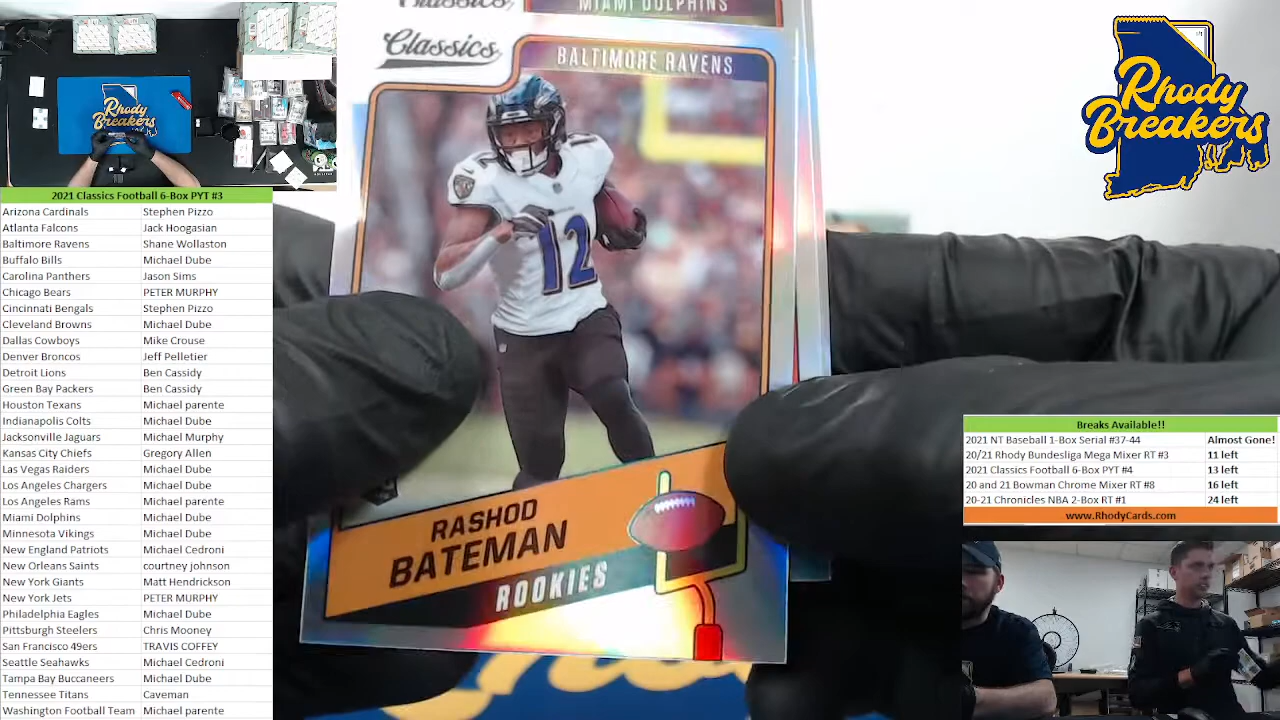 Classics
MIAMI DOLPHINS
Classics
BALTIMORE RAVENS
12
12
RASHOD
BATEMAN
ROOKIES
Rhody
Breakers
Rhody
Breakers
2021 Classics Football 6-Box PYT #3
Arizona Cardinals Stephen Pizzo
Atlanta Falcons Jack Hoogasian
Baltimore Ravens Shane Wollaston
Buffalo Bills Michael Dube
Carolina Panthers Jason Sims
Chicago Bears PETER MURPHY
Cincinnati Bengals Stephen Pizzo
Cleveland Browns Michael Dube
Dallas Cowboys Mike Crouse
Denver Broncos Jeff Pelletier
Detroit Lions Ben Cassidy
Green Bay Packers Ben Cassidy
Houston Texans Michael parente
Indianapolis Colts Michael Dube
Jacksonville Jaguars Michael Murphy
Kansas City Chiefs Gregory Allen
Las Vegas Raiders Michael Dube
Los Angeles Chargers Michael Dube
Los Angeles Rams Michael parente
Miami Dolphins Michael Dube
Minnesota Vikings Michael Dube
New England Patriots Michael Cedroni
New Orleans Saints courtney johnson
New York Giants Matt Hendrickson
New York Jets PETER MURPHY
Philadelphia Eagles Michael Dube
Pittsburgh Steelers Chris Mooney
San Francisco 49ers TRAVIS COFFEY
Seattle Seahawks Michael Cedroni
Tampa Bay Buccaneers Michael Dube
Tennessee Titans Caveman
Washington Football Team Michael parente
Breaks Available!!
2021 NT Baseball 1-Box Serial #37-44 Almost Gone!
20/21 Rhody Bundesliga Mega Mixer RT #3 11 left
2021 Classics Football 6-Box PYT #4 13 left
20 and 21 Bowman Chrome Mixer RT #8 16 left
20-21 Chronicles NBA 2-Box RT #1 24 left
www.RhodyCards.com